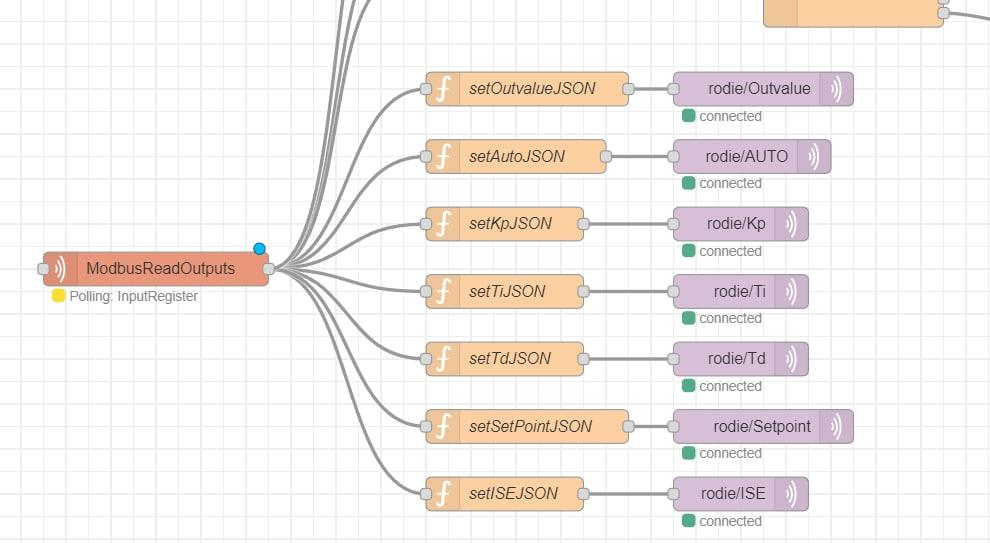 setOutvalueJSON
rodie/Outvalue
connected
setAutoJSON
rodie/AUTO
connected
setKpJSON
rodie/Kp
connected
ModbusReadOutputs
Polling: InputRegister
setTiJSON
rodie/Ti
connected
setTdJSON
rodie/Td
connected
setSetPointJSON
rodie/Setpoint
connected
setISEJSON
rodie/ISE
connected